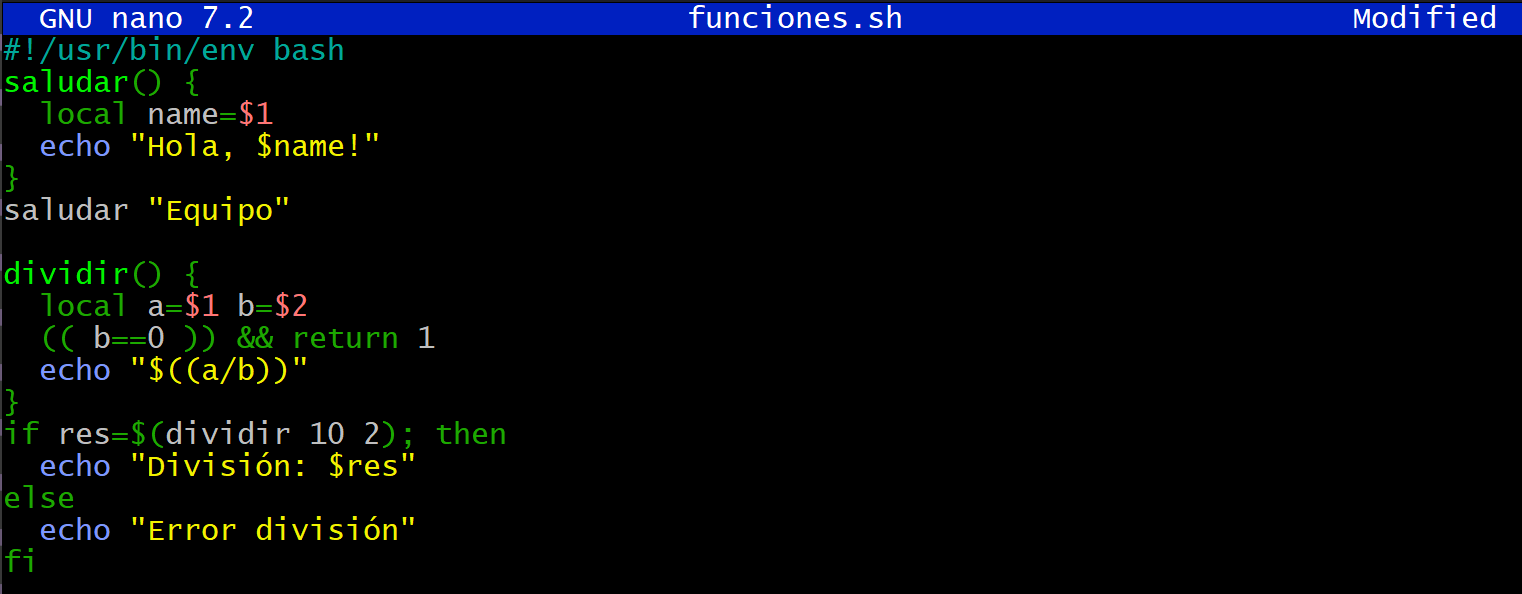 GNU nano 7.2 funciones.sh Modified
#!/usr/bin/env bash
saludar() {
  local name=$1
  echo "Hola, $name!"
}
saludar "Equipo"

dividir() {
  local a=$1 b=$2
  (( b==0 )) && return 1
  echo "$((a/b))"
}
if res=$(dividir 10 2); then
  echo "División: $res"
else
  echo "Error división"
fi